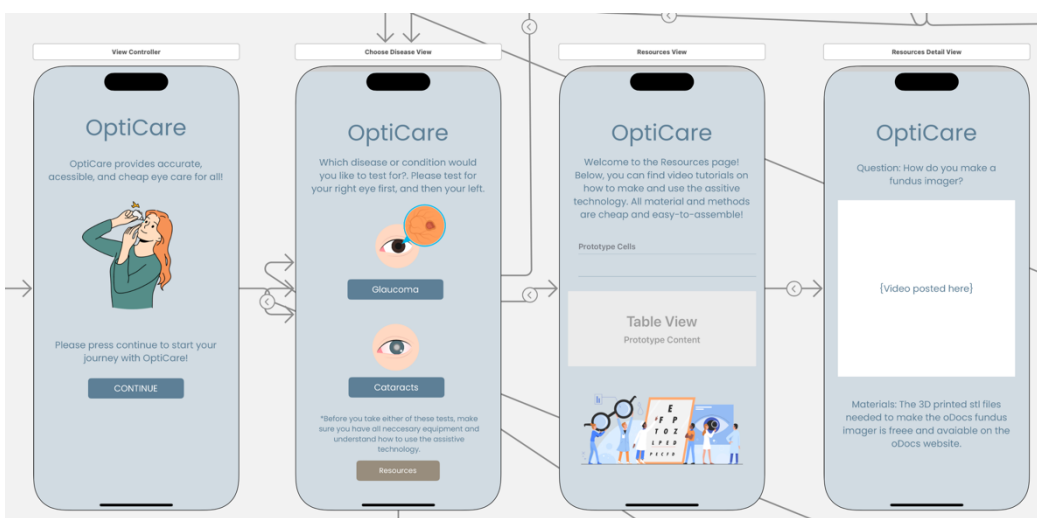 View Controller
OptiCare
OptiCare provides accurate,
acessible, and cheap eye care for all!
Please press continue to start your
journey with OptiCare!
CONTINUE
Choose Disease View
OptiCare
Which disease or condition would
you like to test for?. Please test for
your right eye first, and then your left.
Glaucoma
Cataracts
*Before you take either of these tests, make
sure you have all neccesary equipment and
understand how to use the assistive
technology.
Resources
Resources View
OptiCare
Welcome to the Resources page!
Below, you can find video tutorials on
how to make and use the assitive
technology. All material and methods
are cheap and easy-to-assemble!
Prototype Cells
Table View
Prototype Content
E
F P
T O Z
L P E D
P E C F D
Resources Detail View
OptiCare
Question: How do you make a
fundus imager?
{Video posted here}
Materials: The 3D printed stl files
needed to make the oDocs fundus
imager is freee and avaiable on the
oDocs website.